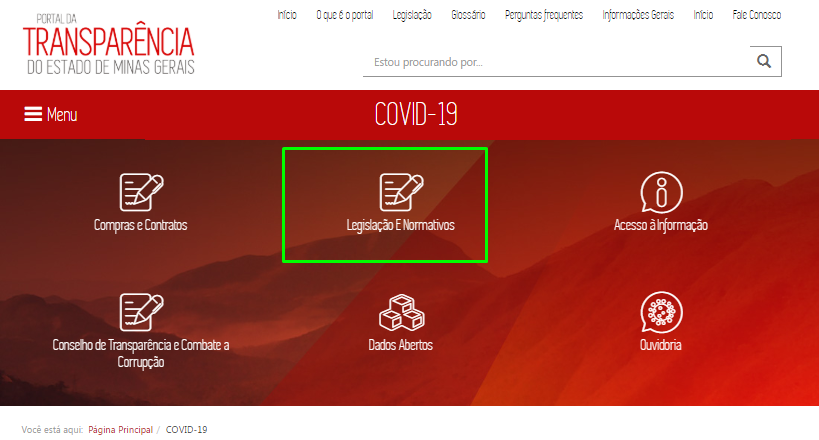 PORTAL DA
TRANSPARÊNCIA
DO ESTADO DE MINAS GERAIS
Início O que é o portal Legislação Glossário Perguntas frequentes Informações Gerais Início Fale Conosco
Estou procurando por...
Menu
COVID-19
Compras e Contratos
Legislação E Normativos
Acesso à Informação
Conselho de Transparência e Combate a
Corrupção
Dados Abertos
Ouvidoria
Você está aqui: Página Principal / COVID-19